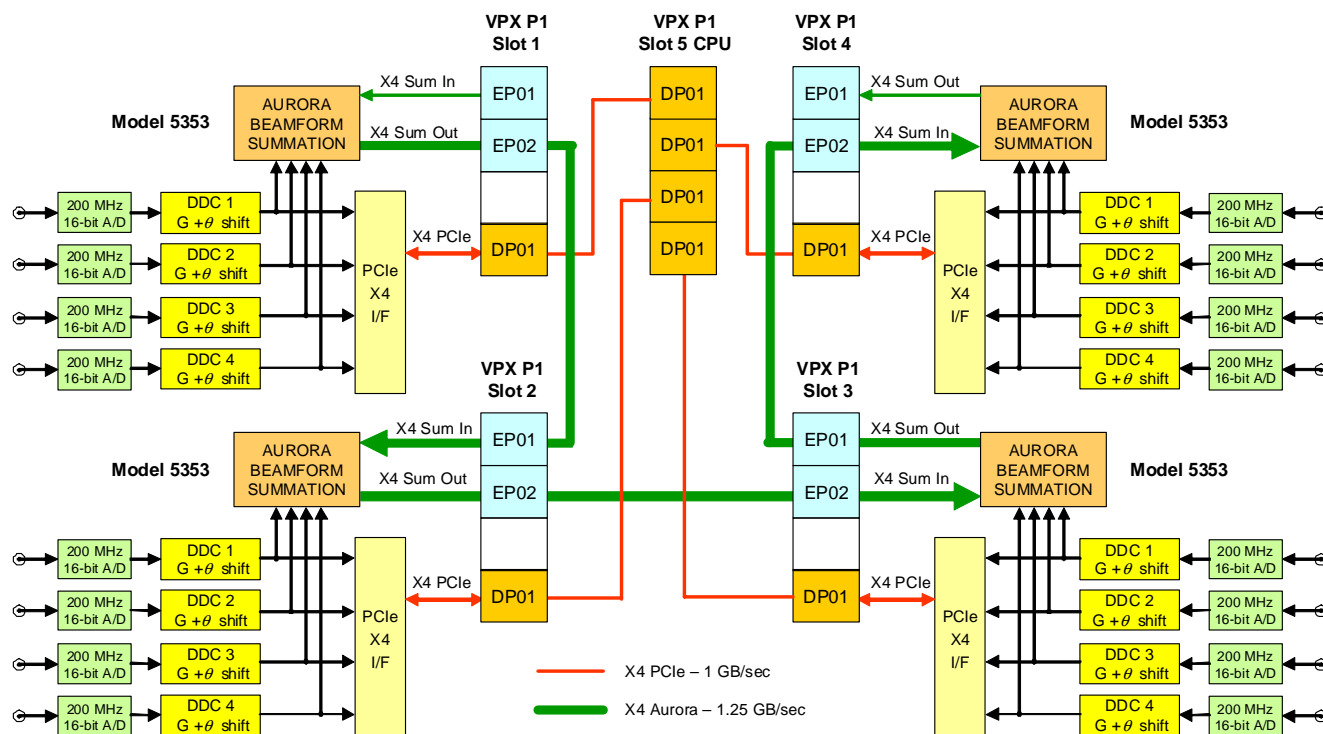 VPX P1
Slot 1
VPX P1
Slot 5 CPU
VPX P1
Slot 4
Model 5353
AURORA
BEAMFORM
SUMMATION
X4 Sum In
X4 Sum Out
EP01
EP02
DP01
X4 PCIe
200 MHz
16-bit A/D
DDC 1
G + θ shift
200 MHz
16-bit A/D
DDC 2
G + θ shift
200 MHz
16-bit A/D
DDC 3
G + θ shift
200 MHz
16-bit A/D
DDC 4
G + θ shift
PCIe
X4
I/F
DP01
DP01
DP01
DP01
EP01
EP02
DP01
X4 Sum Out
X4 Sum In
X4 PCIe
AURORA
BEAMFORM
SUMMATION
Model 5353
PCIe
X4
I/F
DDC 1
G + θ shift
200 MHz
16-bit A/D
DDC 2
G + θ shift
200 MHz
16-bit A/D
DDC 3
G + θ shift
200 MHz
16-bit A/D
DDC 4
G + θ shift
200 MHz
16-bit A/D
VPX P1
Slot 2
VPX P1
Slot 3
Model 5353
AURORA
BEAMFORM
SUMMATION
X4 Sum In
X4 Sum Out
EP01
EP02
DP01
X4 PCIe
200 MHz
16-bit A/D
DDC 1
G + θ shift
200 MHz
16-bit A/D
DDC 2
G + θ shift
200 MHz
16-bit A/D
DDC 3
G + θ shift
200 MHz
16-bit A/D
DDC 4
G + θ shift
PCIe
X4
I/F
EP01
EP02
DP01
X4 Sum Out
X4 Sum In
X4 PCIe
AURORA
BEAMFORM
SUMMATION
Model 5353
PCIe
X4
I/F
DDC 1
G + θ shift
200 MHz
16-bit A/D
DDC 2
G + θ shift
200 MHz
16-bit A/D
DDC 3
G + θ shift
200 MHz
16-bit A/D
DDC 4
G + θ shift
200 MHz
16-bit A/D
X4 PCIe – 1 GB/sec
X4 Aurora – 1.25 GB/sec